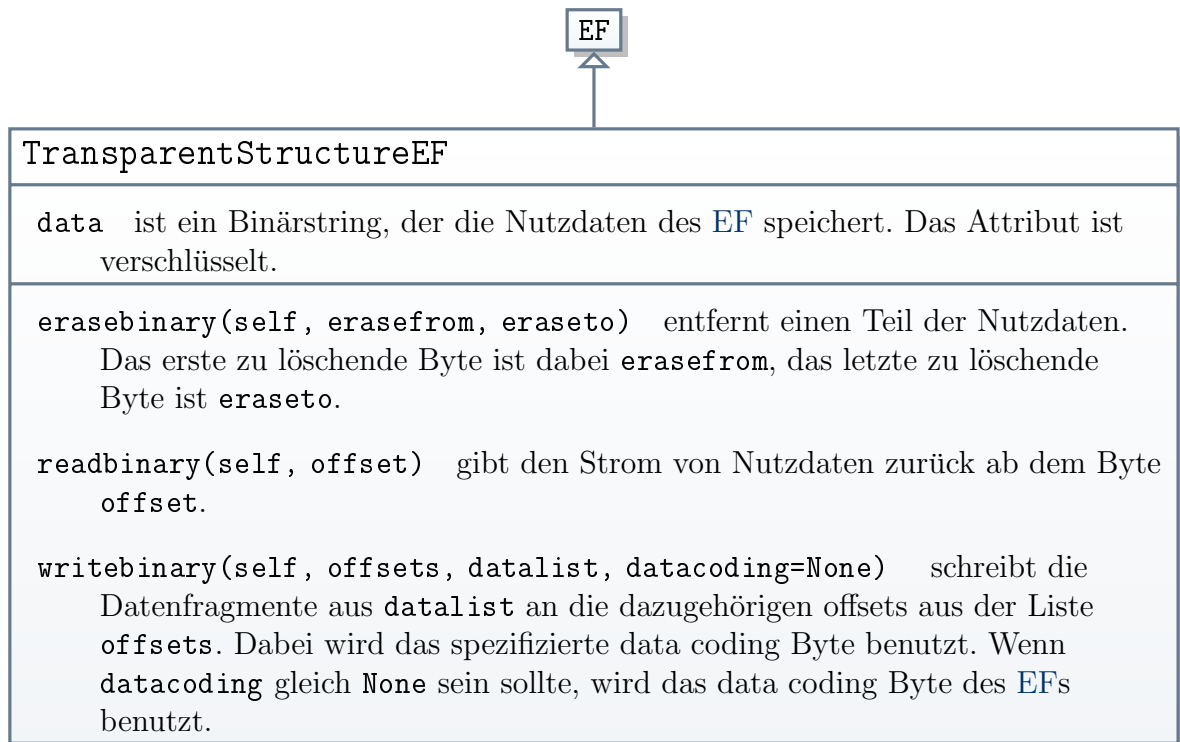 EF
TransparentStructureEF
data ist ein Binärstring, der die Nutzdaten des EF speichert. Das Attribut ist
verschlüsselt.
erasebinary(self, erasefrom, eraseto) entfernt einen Teil der Nutzdaten.
Das erste zu löschende Byte ist dabei erasefrom, das letzte zu löschende
Byte ist eraseto.
readbinary(self, offset) gibt den Strom von Nutzdaten zurück ab dem Byte
offset.
writebinary(self, offsets, datalist, datacoding=None) schreibt die
Datenfragmente aus datalist an die dazugehörigen offsets aus der Liste
offsets. Dabei wird das spezifizierte data coding Byte benutzt. Wenn
datacoding gleich None sein sollte, wird das data coding Byte des EFs
benutzt.